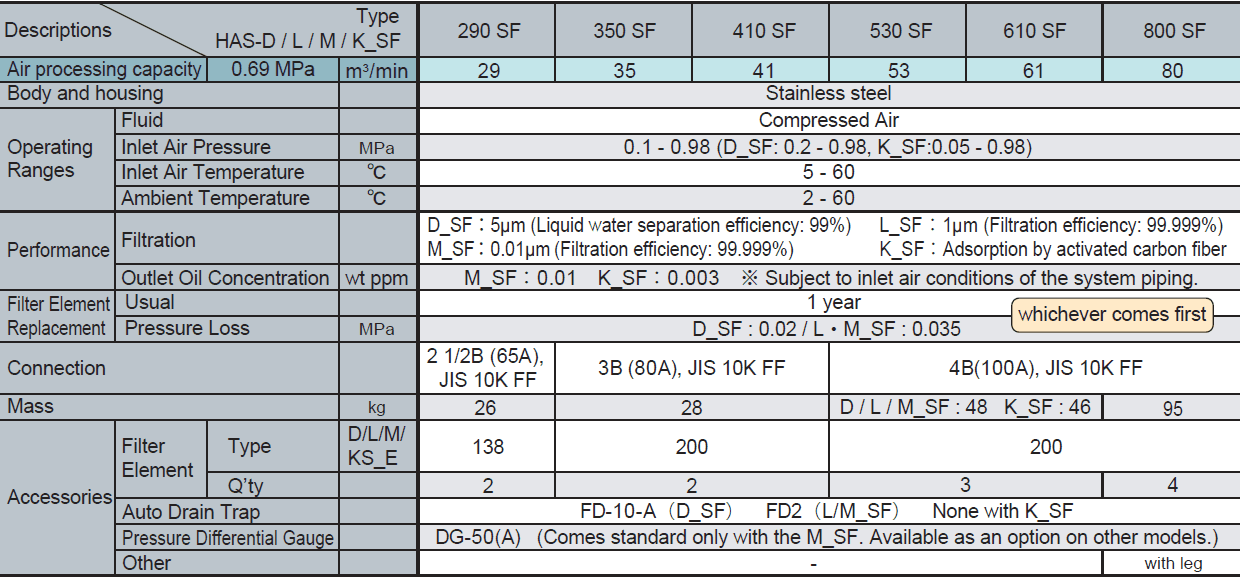 Descriptions Type
HAS-D / L / M / K_SF 290 SF 350 SF 410 SF 530 SF 610 SF 800 SF
Air processing capacity 0.69 MPa m³/min 29 35 41 53 61 80
Body and housing Stainless steel
Operating Ranges Fluid Compressed Air
Inlet Air Pressure MPa 0.1 - 0.98 (D_SF: 0.2 - 0.98, K_SF:0.05 - 0.98)
Inlet Air Temperature ℃ 5 - 60
Ambient Temperature ℃ 2 - 60
Performance Filtration D_SF：5µm (Liquid water separation efficiency: 99%) L_SF：1µm (Filtration efficiency: 99.999%)
M_SF：0.01µm (Filtration efficiency: 99.999%) K_SF：Adsorption by activated carbon fiber
Outlet Oil Concentration wt ppm M_SF：0.01 K_SF：0.003 ※ Subject to inlet air conditions of the system piping.
Filter Element Replacement Usual 1 year whichever comes first
Pressure Loss MPa D_SF : 0.02 / L・M_SF : 0.035
Connection 2 1/2B (65A), JIS 10K FF 3B (80A), JIS 10K FF 4B(100A), JIS 10K FF
Mass kg 26 28 D / L / M_SF : 48 K_SF : 46 95
Accessories Filter Element Type D/L/M/ KS_E 138 200 200
Q'ty 2 2 3 4
Auto Drain Trap FD-10-A（D_SF） FD2（L/M_SF） None with K_SF
Pressure Differential Gauge DG-50(A) (Comes standard only with the M_SF. Available as an option on other models.)
Other - with leg